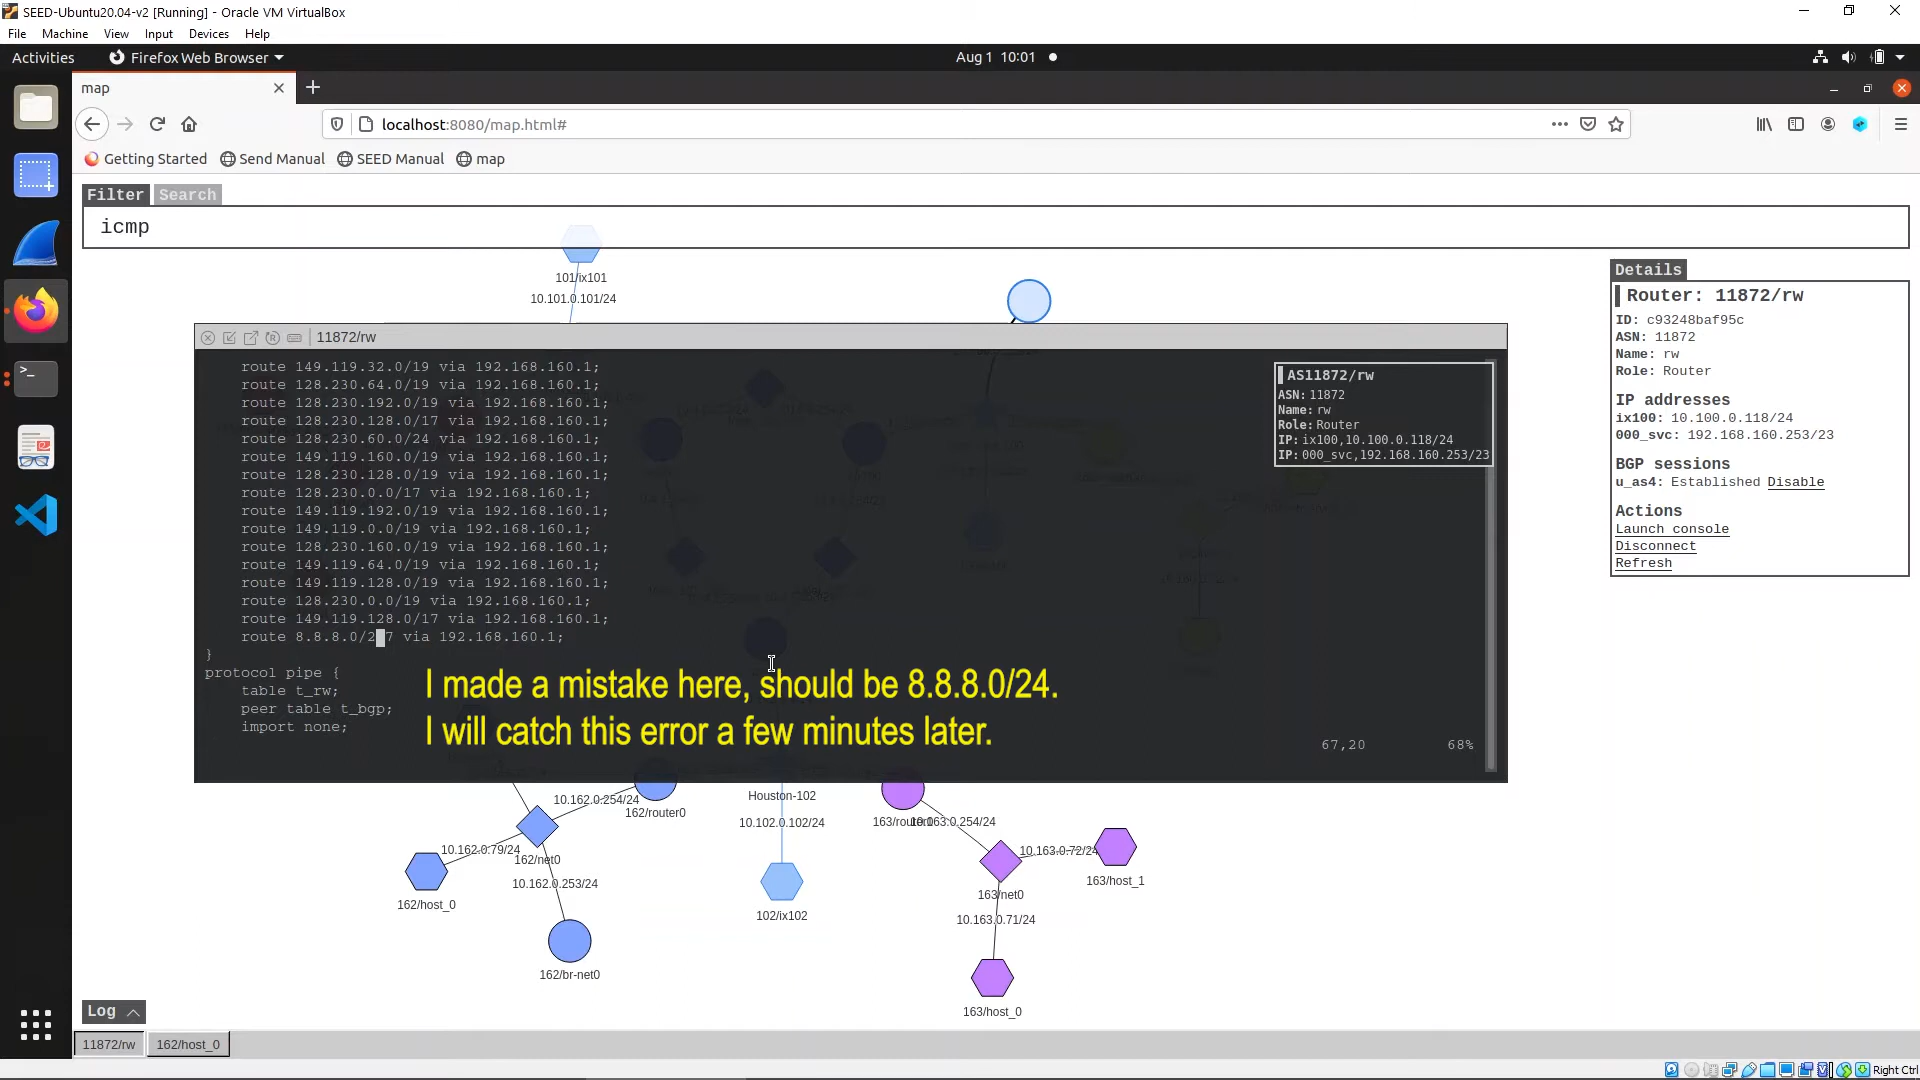 SEED-Ubuntu20.04-v2 [Running] - Oracle VM VirtualBox
File Machine View Input Devices Help
Activities Firefox Web Browser Aug 1 10:01
map
localhost:8080/map.html#
Getting Started Send Manual SEED Manual map
Filter Search
icmp
101/ix101
10.101.0.101/24
11872/rw
route 149.119.32.0/19 via 192.168.160.1;
route 128.230.64.0/19 via 192.168.160.1;
route 128.230.192.0/19 via 192.168.160.1;
route 128.230.128.0/17 via 192.168.160.1;
route 128.230.60.0/24 via 192.168.160.1;
route 149.119.160.0/19 via 192.168.160.1;
route 128.230.128.0/19 via 192.168.160.1;
route 128.230.0.0/17 via 192.168.160.1;
route 149.119.192.0/19 via 192.168.160.1;
route 149.119.0.0/19 via 192.168.160.1;
route 128.230.160.0/19 via 192.168.160.1;
route 149.119.64.0/19 via 192.168.160.1;
route 149.119.128.0/19 via 192.168.160.1;
route 128.230.0.0/19 via 192.168.160.1;
route 149.119.128.0/17 via 192.168.160.1;
route 8.8.8.0/2 7 via 192.168.160.1;
}
protocol pipe {
table t_rw;
peer table t_bgp;
import none;
67,20 68%
AS11872/rw
ASN: 11872
Name: rw
Role: Router
IP: ix100,10.100.0.118/24
IP: 000_svc,192.168.160.253/23
I made a mistake here, should be 8.8.8.0/24.
I will catch this error a few minutes later.
Details
Router: 11872/rw
ID: c93248baf95c
ASN: 11872
Name: rw
Role: Router
IP addresses
ix100: 10.100.0.118/24
000_svc: 192.168.160.253/23
BGP sessions
u_as4: Established Disable
Actions
Launch console
Disconnect
Refresh
10.162.0.254/24
162/router0
Houston-102
10.102.0.102/24
163/router0
10.163.0.254/24
10.162.0.79/24
162/net0
10.162.0.253/24
162/host_0
162/br-net0
102/ix102
10.163.0.72/24
163/host_1
163/net0
10.163.0.71/24
163/host_0
Log
11872/rw 162/host_0
Right Ctrl